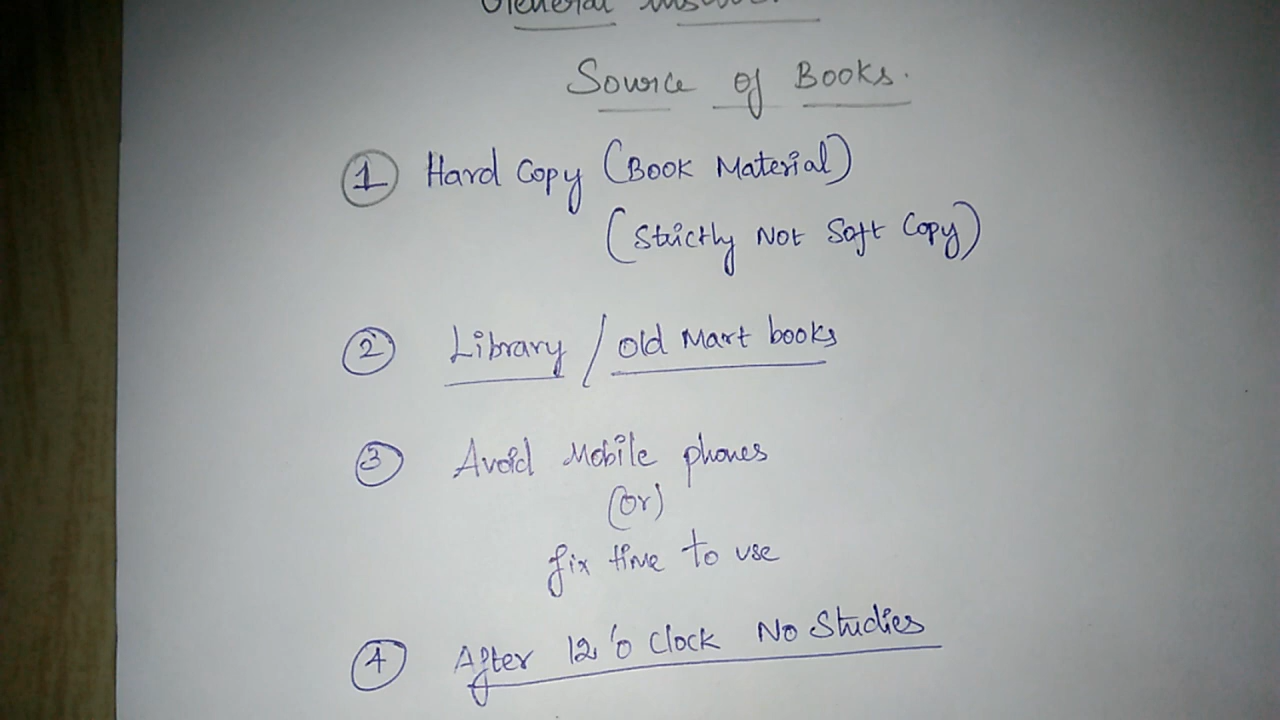 General
Source of Books.
1 Hard Copy (Book Material)
(Strictly Not Soft Copy)
2 Library / old Mart books
3 Avoid Mobile phones
(or)
fix time to use
4 After 12 'o Clock No Studies